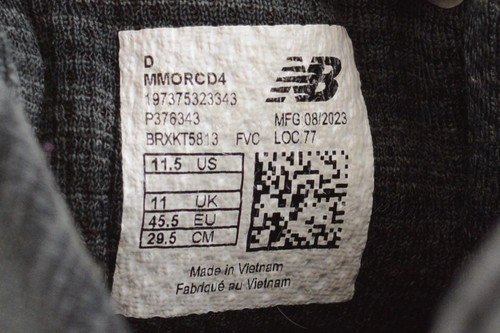 D
MMORCD4
197375323343
P376343 MFG 08/2023
BRXKT5813 FVC LOC 77
11.5 US
11 UK
45.5 EU
29.5 CM
NB
Made in Vietnam
Fabriqué au Vietnam